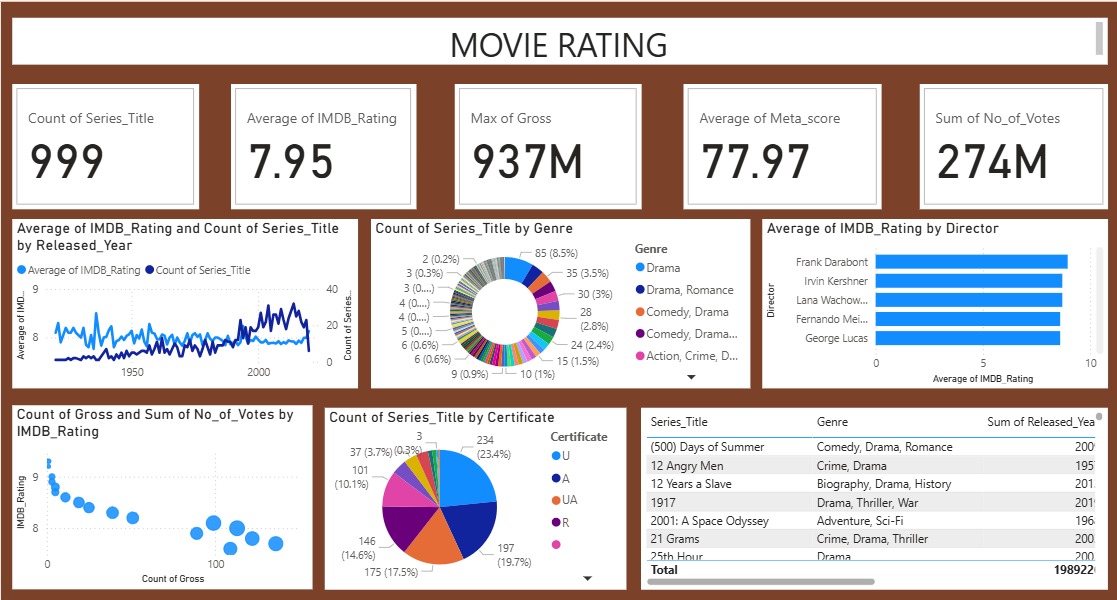 MOVIE RATING
Count of Series_Title
999
Average of IMDB_Rating
7.95
Max of Gross
937M
Average of Meta_score
77.97
Sum of No_of_Votes
274M
Average of IMDB_Rating and Count of Series_Title
by Released_Year
Average of IMDB_Rating
Count of Series_Title
Average of IMD...
9
8
40
20
0
Count of Series...
1950
2000
Count of Series_Title by Genre
2 (0.2%)
3 (0.3%)
3 (0....)
4 (0....)
4 (0....)
5 (0....)
6 (0.6%)
6 (0.6%)
9 (0.9%)
85 (8.5%)
35 (3.5%)
30 (3%)
28
(2.8%)
24 (2.4%)
15 (1.5%)
10 (1%)
Genre
Drama
Drama, Romance
Comedy, Drama
Comedy, Drama...
Action, Crime, D...
Average of IMDB_Rating by Director
Director
Frank Darabont
Irvin Kershner
Lana Wachow...
Fernando Mei...
George Lucas
0
5
10
Average of IMDB_Rating
Count of Gross and Sum of No_of_Votes by
IMDB_Rating
IMDB_Rating
9
8
0
100
Count of Gross
Count of Series_Title by Certificate
3
(0.3%)
37 (3.7%)
101
(10.1%)
146
(14.6%)
175 (17.5%)
234
(23.4%)
197
(19.7%)
Certificate
U
A
UA
R
Series_Title Genre Sum of Released_Yea
(500) Days of Summer Comedy, Drama, Romance 200
12 Angry Men Crime, Drama 195
12 Years a Slave Biography, Drama, History 201
1917 Drama, Thriller, War 201
2001: A Space Odyssey Adventure, Sci-Fi 196
21 Grams Crime, Drama, Thriller 200
25th Hour Drama 200
Total 198922